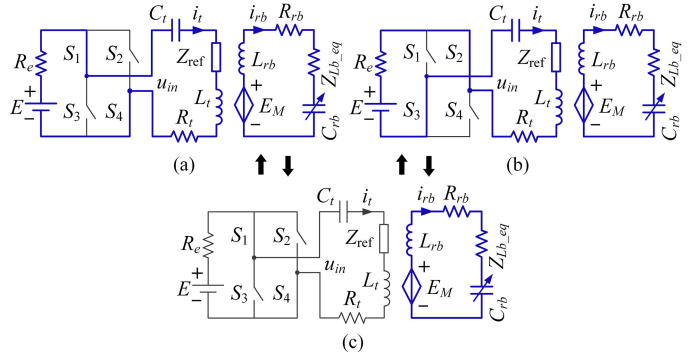 C_t i_t i_rb R_rb
R_e S_1 S_2 Z_ref L_rb Z_Lb_eq
E + − S_3 S_4 u_in L_t + E_M − C_rb
R_t
(a)
C_t i_t i_rb R_rb
R_e S_1 S_2 Z_ref L_rb Z_Lb_eq
E + − S_3 S_4 u_in L_t + E_M − C_rb
R_t
(b)
C_t i_t i_rb R_rb
R_e S_1 S_2 Z_ref L_rb Z_Lb_eq
E + − S_3 S_4 u_in L_t + E_M − C_rb
R_t
(c)